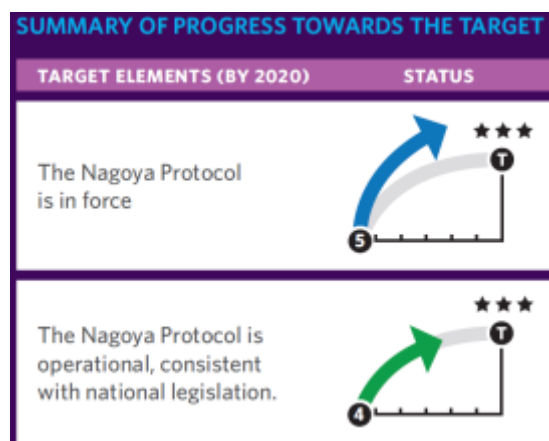 SUMMARY OF PROGRESS TOWARDS THE TARGET
TARGET ELEMENTS (BY 2020) STATUS
The Nagoya Protocol
is in force
T
5
The Nagoya Protocol is
operational, consistent
with national legislation.
T
4